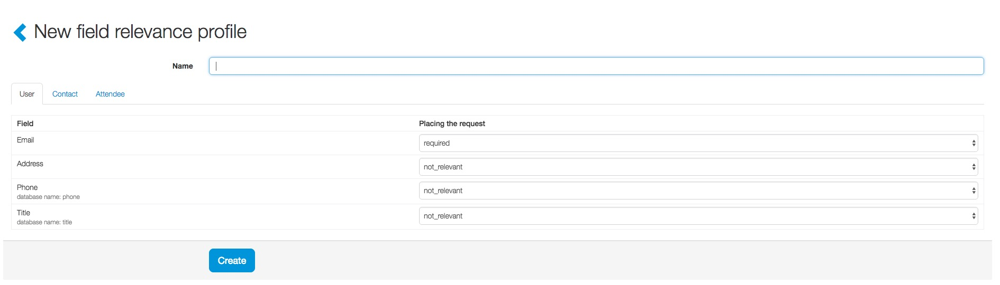 New field relevance profile
Name
User Contact Attendee
Field Placing the request
Email required
Address not_relevant
Phone not_relevant
database name: phone
Title not_relevant
database name: title
Create